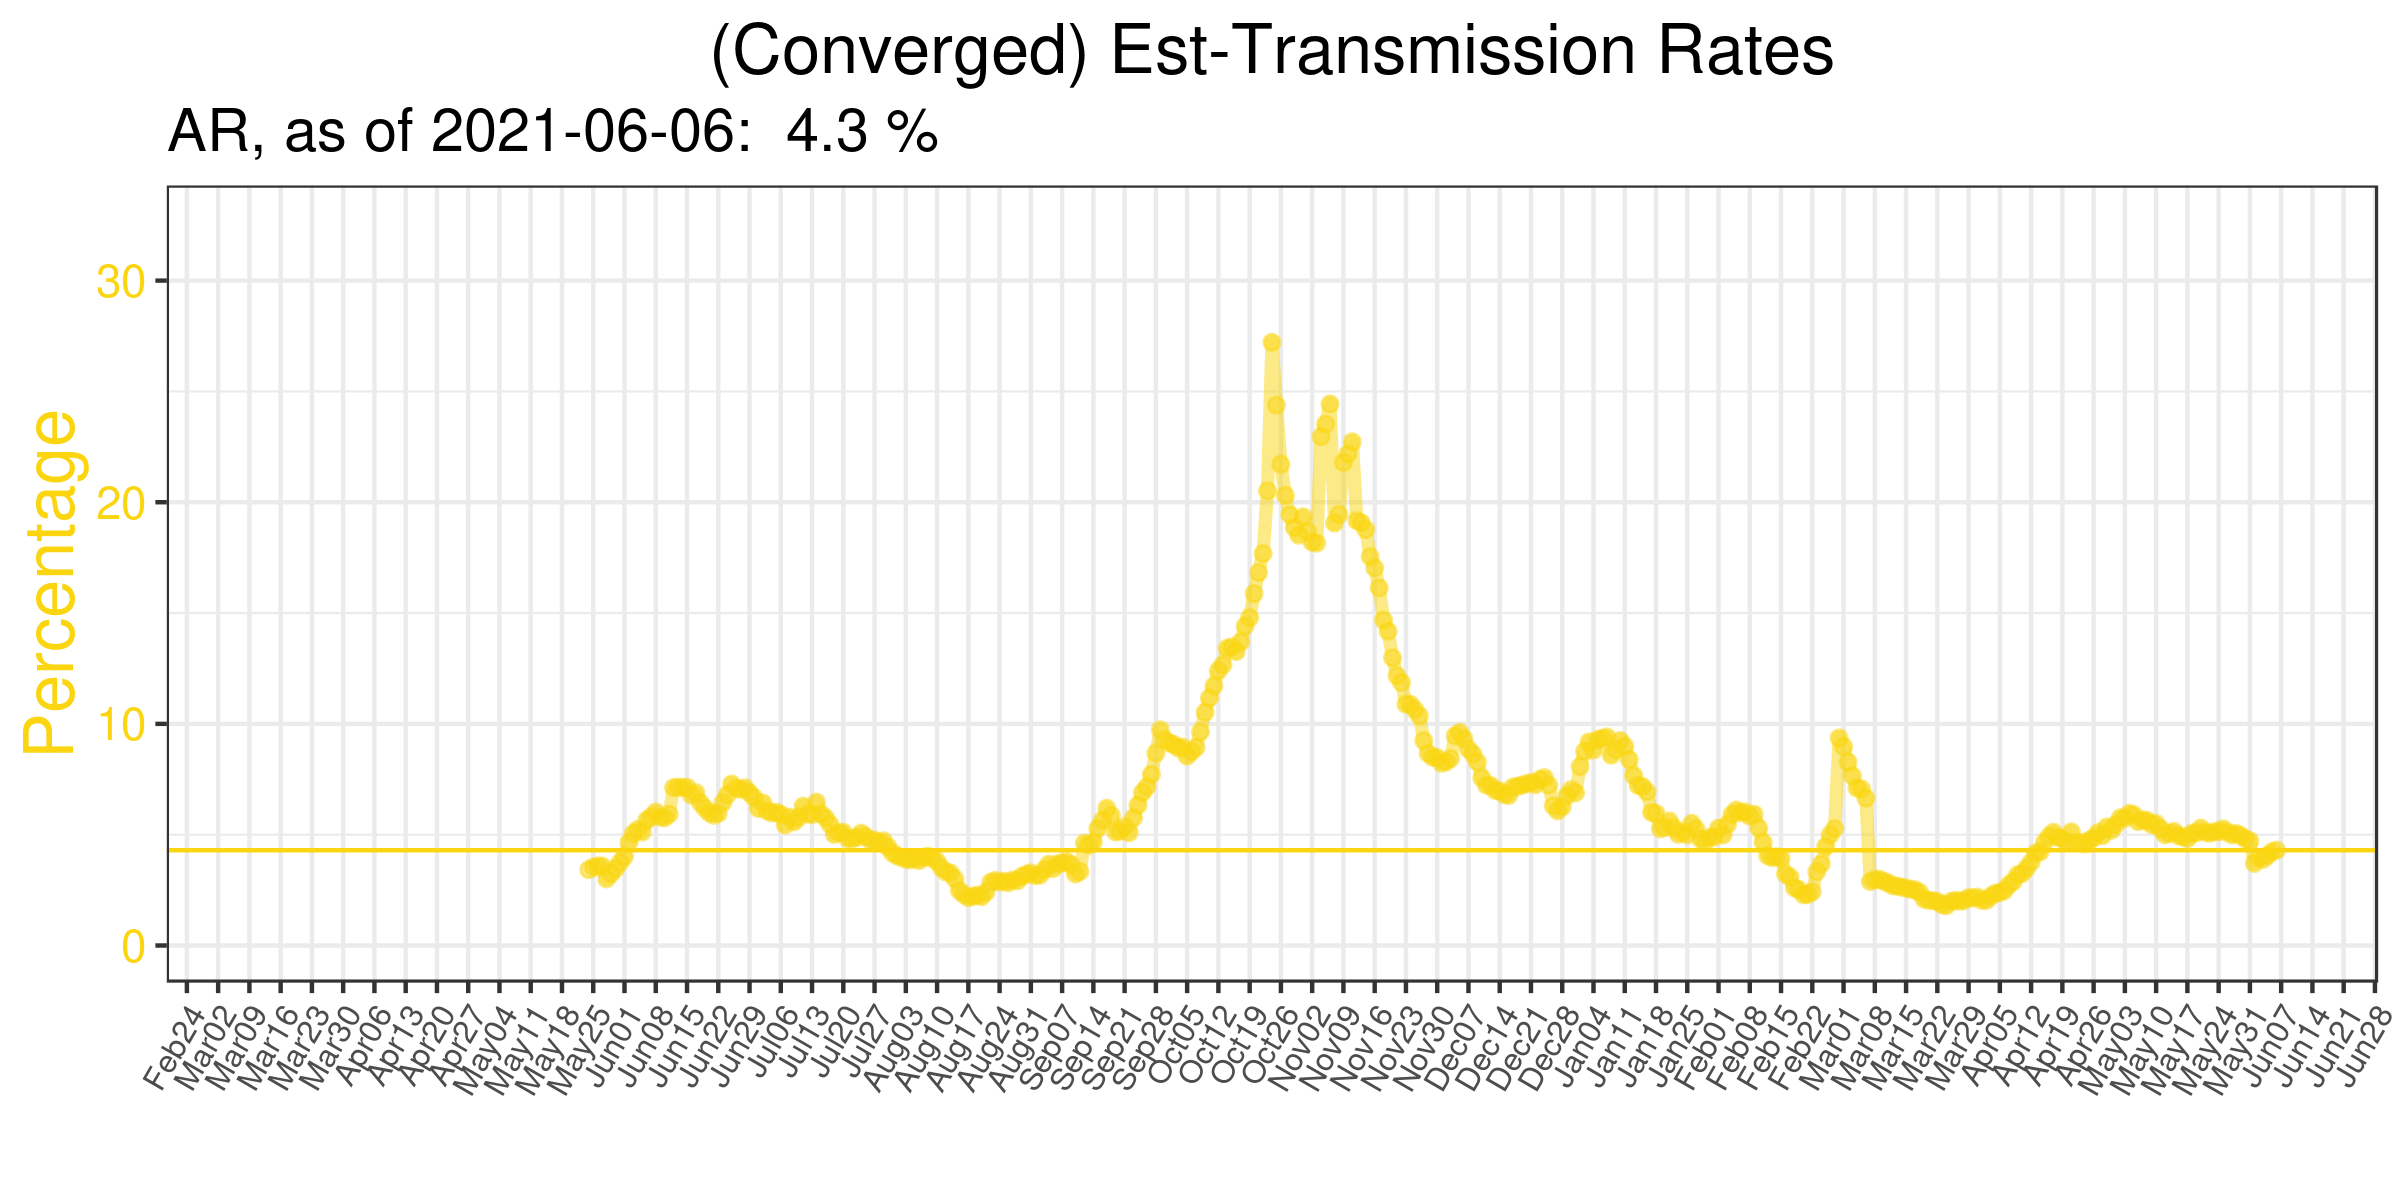 (Converged) Est-Transmission Rates
AR, as of 2021-06-06:  4.3 %
Percentage
30
20
10
0
Feb24
Mar02
Mar09
Mar16
Mar23
Mar30
Apr06
Apr13
Apr20
Apr27
May04
May11
May18
May25
Jun01
Jun08
Jun15
Jun22
Jun29
Jul06
Jul13
Jul20
Jul27
Aug03
Aug10
Aug17
Aug24
Aug31
Sep07
Sep14
Sep21
Sep28
Oct05
Oct12
Oct19
Oct26
Nov02
Nov09
Nov16
Nov23
Nov30
Dec07
Dec14
Dec21
Dec28
Jan04
Jan11
Jan18
Jan25
Feb01
Feb08
Feb15
Feb22
Mar01
Mar08
Mar15
Mar22
Mar29
Apr05
Apr12
Apr19
Apr26
May03
May10
May17
May24
May31
Jun07
Jun14
Jun21
Jun28